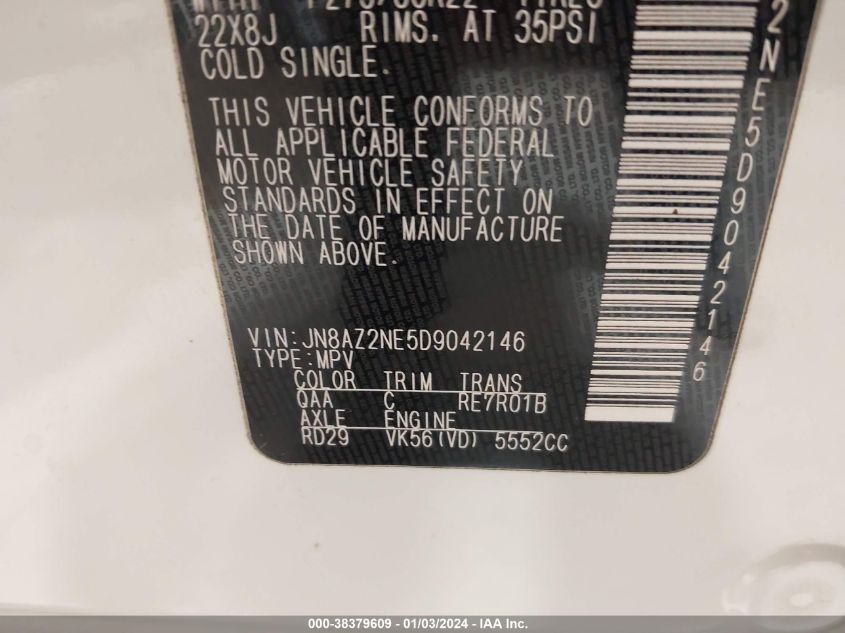 22X8J RIMS. AT 35PSI
COLD SINGLE.
THIS VEHICLE CONFORMS TO
ALL APPLICABLE FEDERAL
MOTOR VEHICLE SAFETY
STANDARDS IN EFFECT ON
THE DATE OF MANUFACTURE
SHOWN ABOVE.
VIN:JN8AZ2NE5D9042146
TYPE:MPV
COLOR TRIM TRANS
QAA C RE7R01B
AXLE ENGINE
RD29 VK56(VD) 5552CC
2NE5D9042146
000-38379609 - 01/03/2024 - IAA Inc.